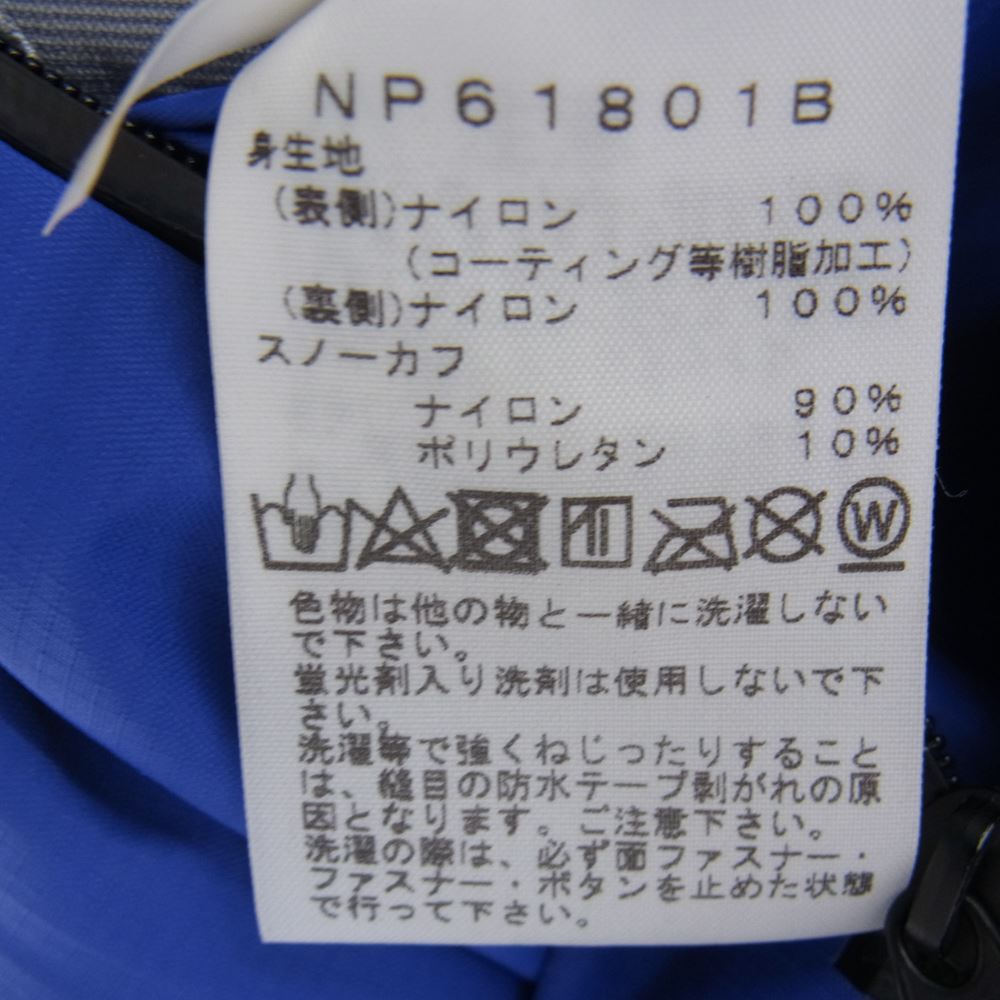 NP61801B
身生地
(表側)ナイロン 100%
(コーティング等樹脂加工)
(裏側)ナイロン 100%
スノーカフ
ナイロン 90%
ポリウレタン 10%
W
色物は他の物と一緒に洗濯しない
で下さい。
蛍光剤入り洗剤は使用しないで下
さい。
洗濯等で強くねじったりすること
は、縫目の防水テープ剥がれの原
因となります。ご注意下さい。
洗濯の際は、必ず面ファスナー・
ファスナー・ボタンを止めた状態
で行って下さい。